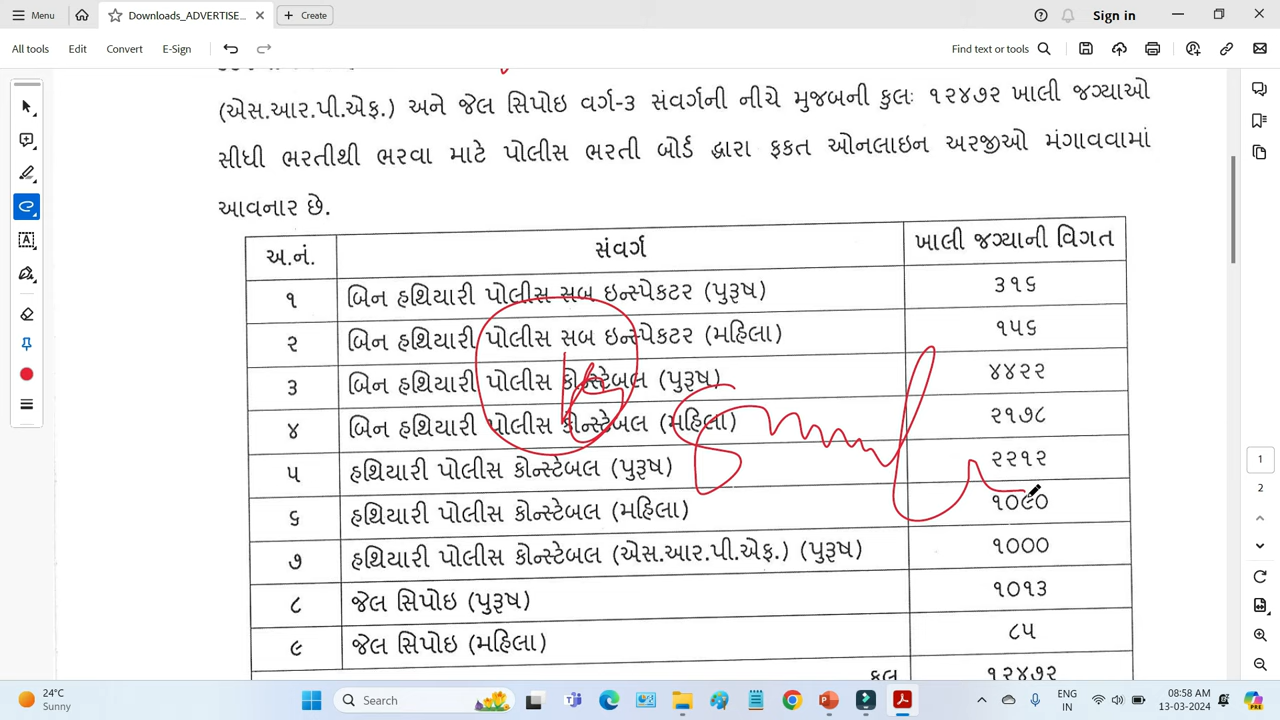 Menu
Downloads_ADVERTISE...
Create
Sign in
All tools Edit Convert E-Sign
Find text or tools
(એસ.આર.પી.એફ.) અને જેલ સિપોઇ વર્ગ-૩ સંવર્ગની નીચે મુજબની કુલઃ ૧૨૪૭૨ ખાલી જગ્યાઓ
સીધી ભરતીથી ભરવા માટે પોલીસ ભરતી બોર્ડ દ્વારા ફકત ઓનલાઇન અરજીઓ મંગાવવામાં
આવનાર છે.
અ.નં. સંવર્ગ ખાલી જગ્યાની વિગત
૧ બિન હથિયારી પોલીસ સબ ઇન્સ્પેકટર (પુરૂષ) ૩૧૬
૨ બિન હથિયારી પોલીસ સબ ઇન્સ્પેકટર (મહિલા) ૧૫૬
૩ બિન હથિયારી પોલીસ કોન્સ્ટેબલ (પુરૂષ) ૪૪૨૨
૪ બિન હથિયારી પોલીસ કોન્સ્ટેબલ (મહિલા) ૨૧૭૮
૫ હથિયારી પોલીસ કોન્સ્ટેબલ (પુરૂષ) ૨૨૧૨
૬ હથિયારી પોલીસ કોન્સ્ટેબલ (મહિલા) ૧૦૯૦
૭ હથિયારી પોલીસ કોન્સ્ટેબલ (એસ.આર.પી.એફ.) (પુરૂષ) ૧૦૦૦
૮ જેલ સિપોઇ (પુરૂષ) ૧૦૧૩
૯ જેલ સિપોઇ (મહિલા) ૮૫
કુલ ૧૨૪૭૨
1
2
24°C
Sunny
Search
ENG
IN
08:58 AM
13-03-2024